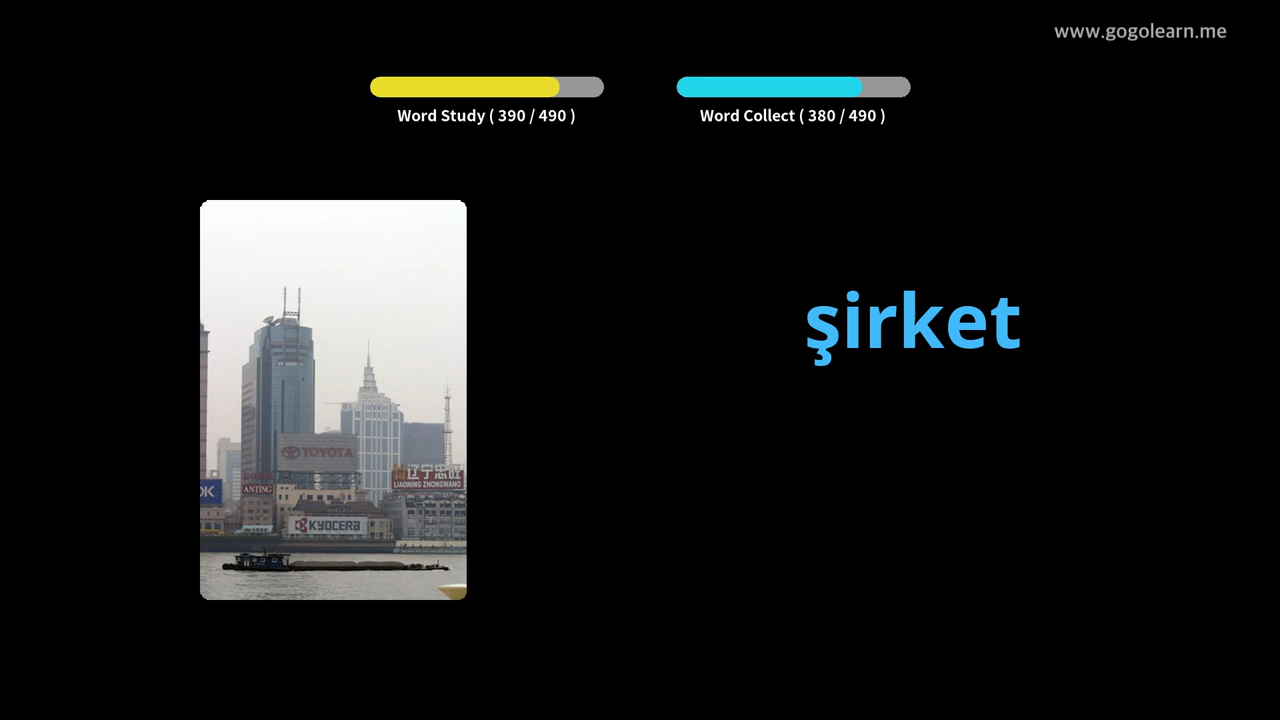 www.gogolearn.me
Word Study ( 390 / 490 )
Word Collect ( 380 / 490 )
şirket
TOYOTA
辽宁忠旺
LIAONING ZHONGWANG
OK
ANTING
KYOCERA